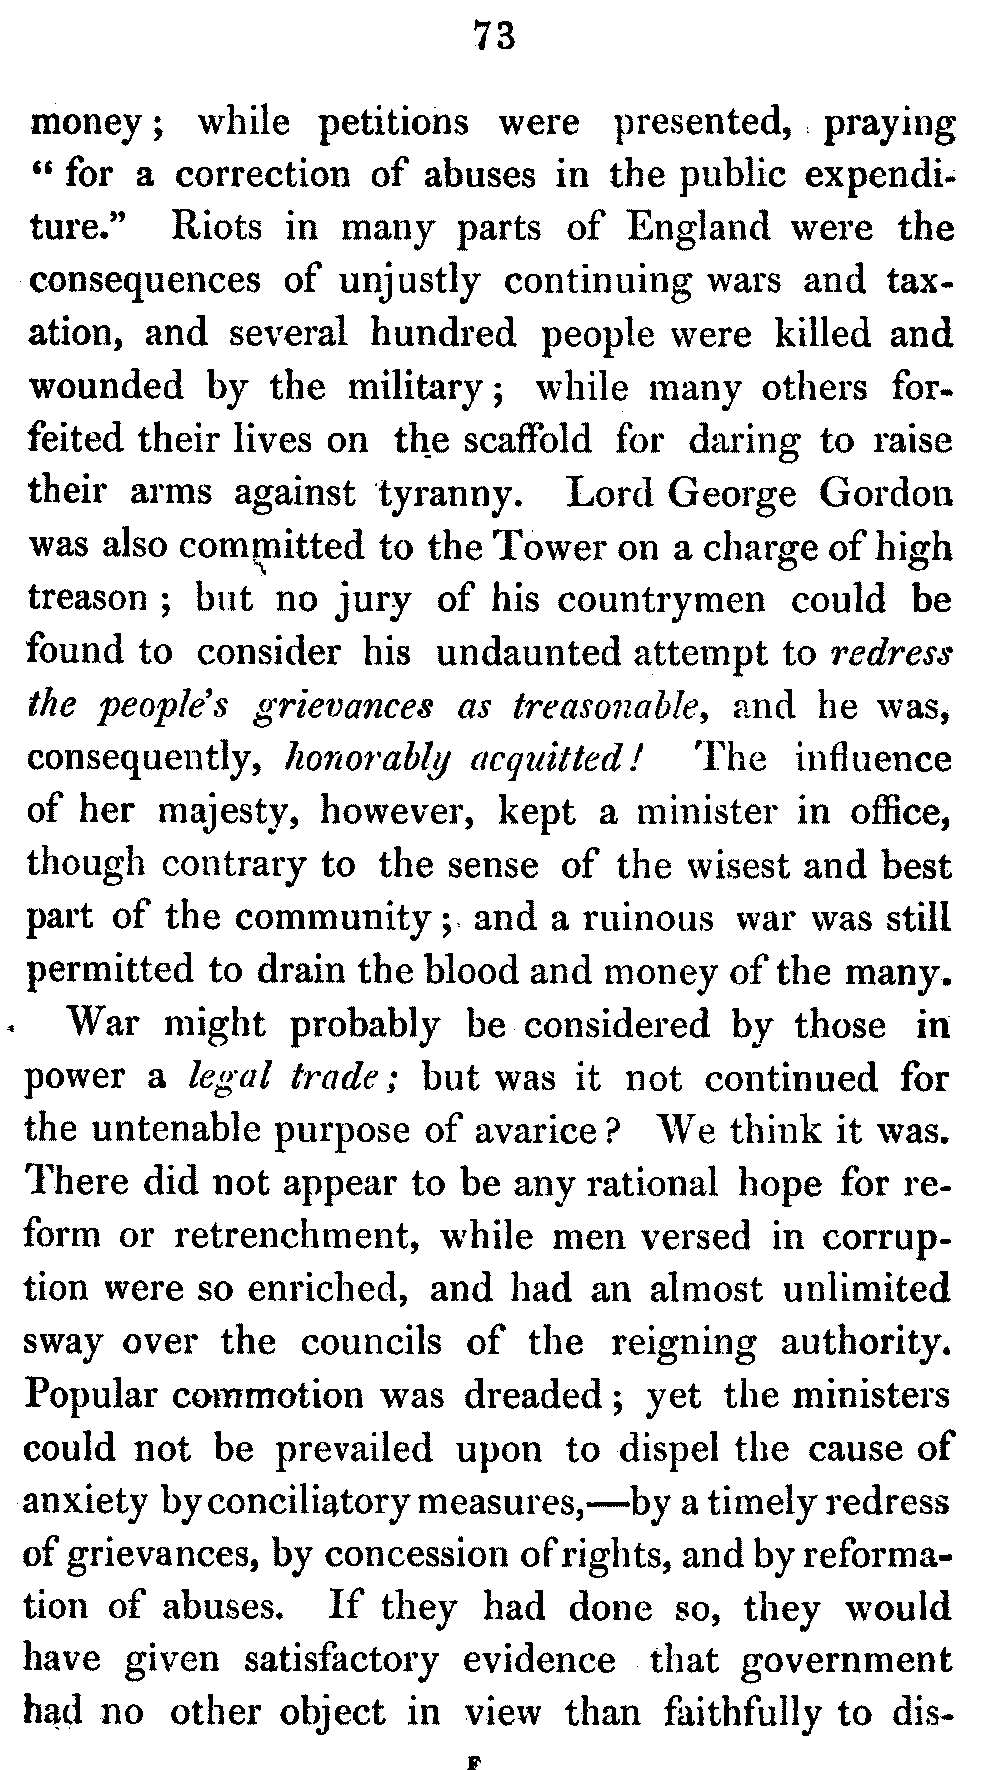 73
money; while petitions were presented, praying
“ for a correction of abuses in the public expendi-
ture.” Riots in many parts of England were the
consequences of unjustly continuing wars and tax-
ation, and several hundred people were killed and
wounded by the military; while many others for-
feited their lives on the scaffold for daring to raise
their arms against tyranny. Lord George Gordon
was also committed to the Tower on a charge of high
treason; but no jury of his countrymen could be
found to consider his undaunted attempt to redress
the people's grievances as treasonable, and he was,
consequently, honorably acquitted! The influence
of her majesty, however, kept a minister in office,
though contrary to the sense of the wisest and best
part of the community; and a ruinous war was still
permitted to drain the blood and money of the many.
War might probably be considered by those in
power a legal trade; but was it not continued for
the untenable purpose of avarice? We think it was.
There did not appear to be any rational hope for re-
form or retrenchment, while men versed in corrup-
tion were so enriched, and had an almost unlimited
sway over the councils of the reigning authority.
Popular commotion was dreaded; yet the ministers
could not be prevailed upon to dispel the cause of
anxiety by conciliatory measures,—by a timely redress
of grievances, by concession of rights, and by reforma-
tion of abuses. If they had done so, they would
have given satisfactory evidence that government
had no other object in view than faithfully to dis-
F